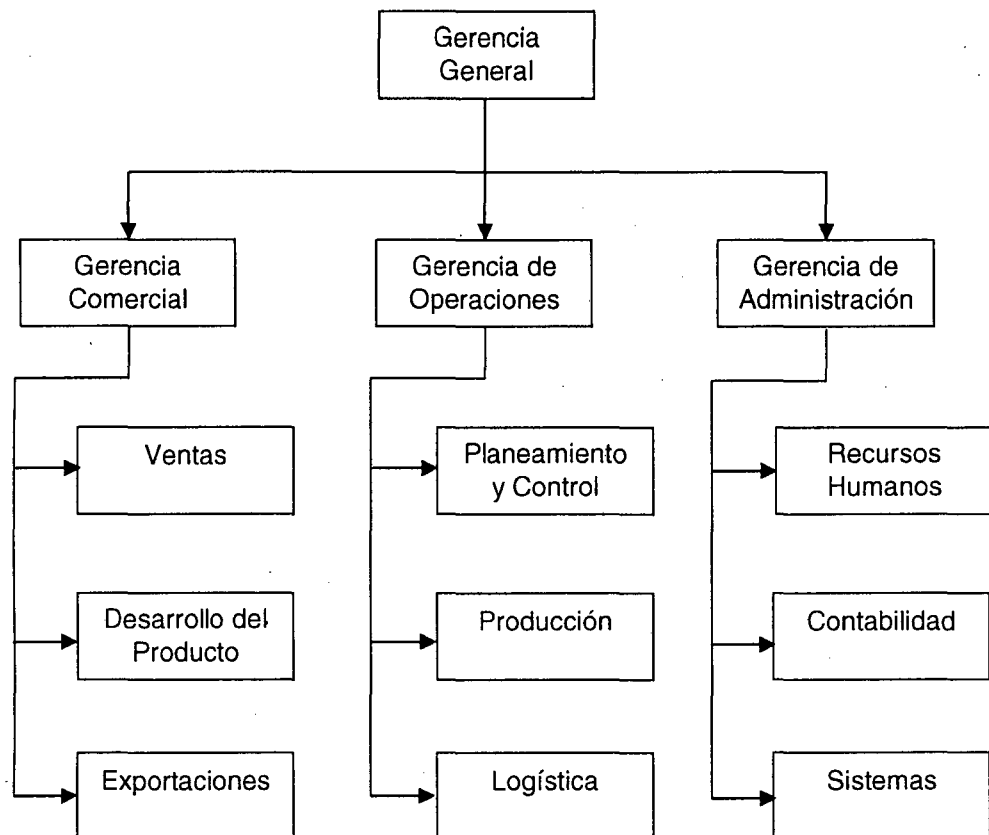 Gerencia
General
Gerencia
Comercial
Gerencia de
Operaciones
Gerencia de
Administración
Ventas
Planeamiento
y Control
Recursos
Humanos
Desarrollo del
Producto
Producción
Contabilidad
Exportaciones
Logística
Sistemas